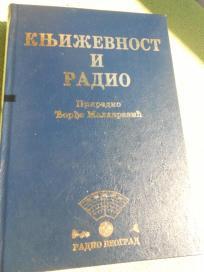 КЊИЖЕВНОСТ
И
РАДИО
Приредио
Ђорђе Малавразић
РАДИО БЕОГРАД